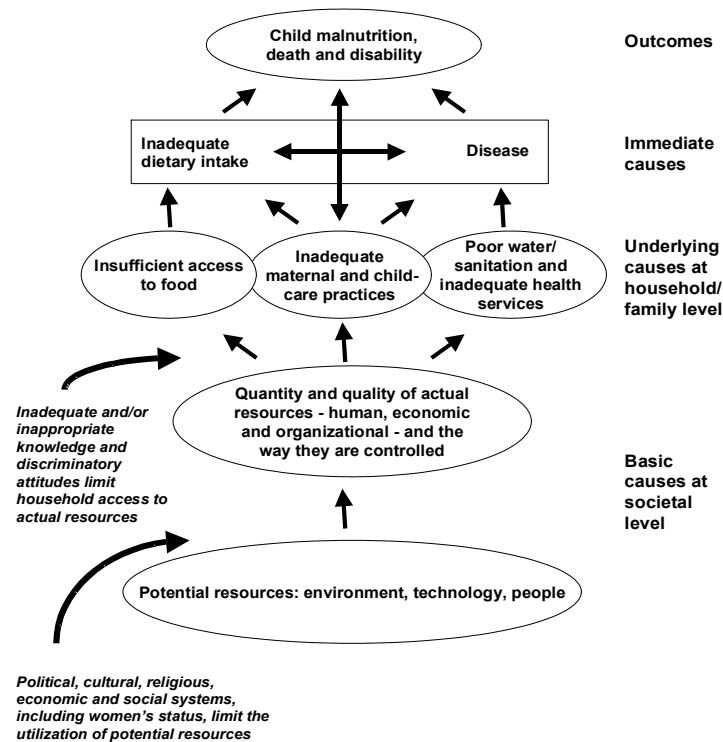 Child malnutrition,
death and disability
Outcomes
Inadequate
dietary intake
Disease
Immediate
causes
Insufficient access
to food
Inadequate
maternal and child-
care practices
Poor water/
sanitation and
inadequate health
services
Underlying
causes at
household/
family level
Quantity and quality of actual
resources - human, economic
and organizational - and the
way they are controlled
Inadequate and/or
inappropriate
knowledge and
discriminatory
attitudes limit
household access to
actual resources
Basic
causes at
societal
level
Potential resources: environment, technology, people
Political, cultural, religious,
economic and social systems,
including women's status, limit the
utilization of potential resources